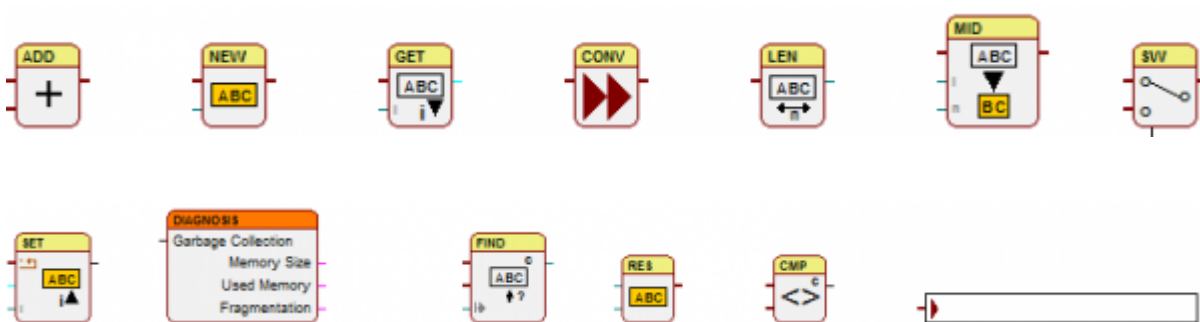 ADD
+
NEW
ABC
GET
ABC
i
i
CONV
LEN
ABC
n
MID
ABC
BC
i
n
SW
SET
ABC
i
i
DIAGNOSIS
Garbage Collection
Memory Size
Used Memory
Fragmentation
FIND
c
ABC
?
i
RES
ABC
CMP
c
<>